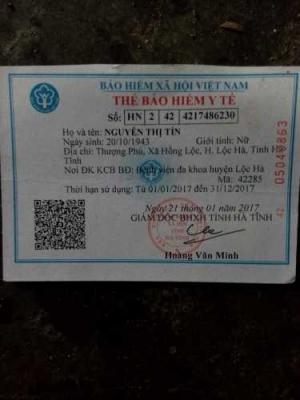 BẢO HIỂM XÃ HỘI VIỆT NAM
THẺ BẢO HIỂM Y TẾ
Số: HN 2 42 4217486230
Họ và tên: NGUYỄN THỊ TÍN
Ngày sinh: 20/10/1943 Giới tính: Nữ
Địa chỉ: Thượng Phú, Xã Hồng Lộc, H. Lộc Hà, Tỉnh Hà
Tĩnh
Nơi ĐK KCB BĐ: Bệnh viện đa khoa huyện Lộc Hà
Mã: 42285
Thời hạn sử dụng: Từ 01/01/2017 đến 31/12/2017
Ngày 21 tháng 01 năm 2017
GIÁM ĐỐC BHXH TỈNH HÀ TĨNH
Hoàng Văn Minh